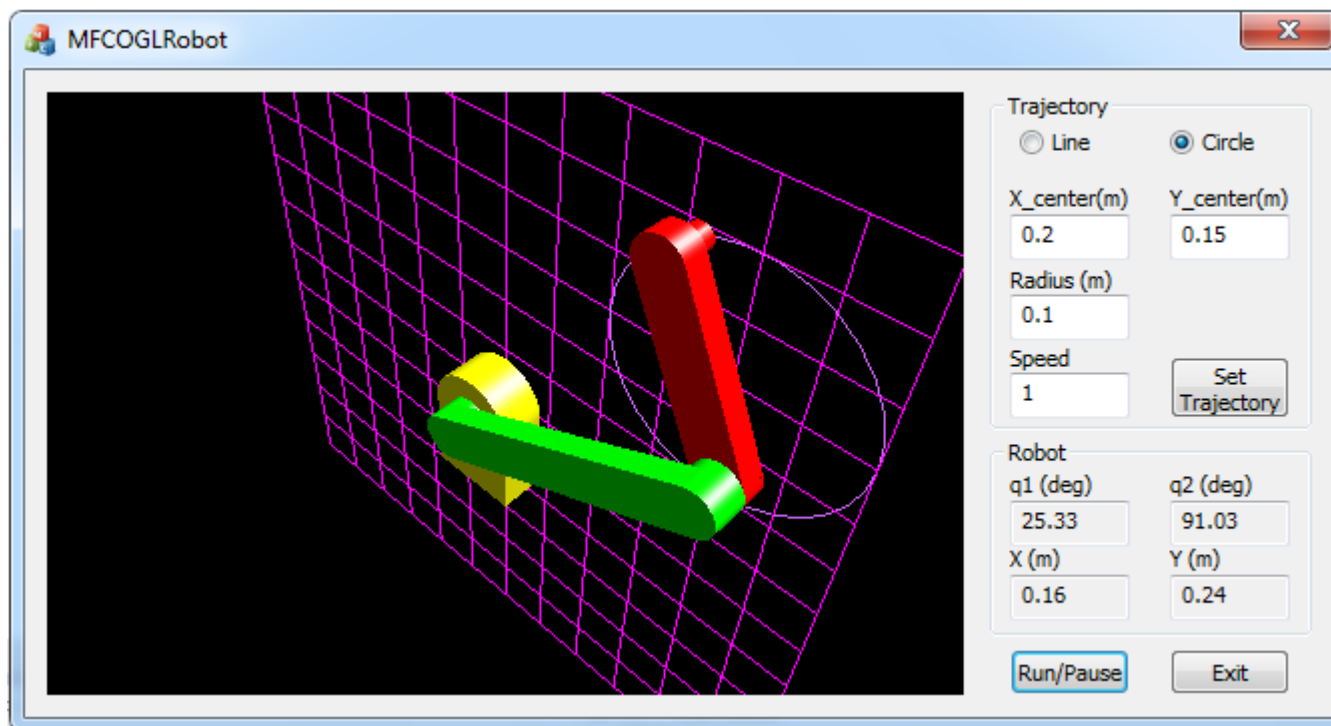 MFCOGLRobot
Trajectory
Line Circle
X_center(m) Y_center(m)
0.2 0.15
Radius (m)
0.1
Speed
1
Set
Trajectory
Robot
q1 (deg) q2 (deg)
25.33 91.03
X (m) Y (m)
0.16 0.24
Run/Pause Exit